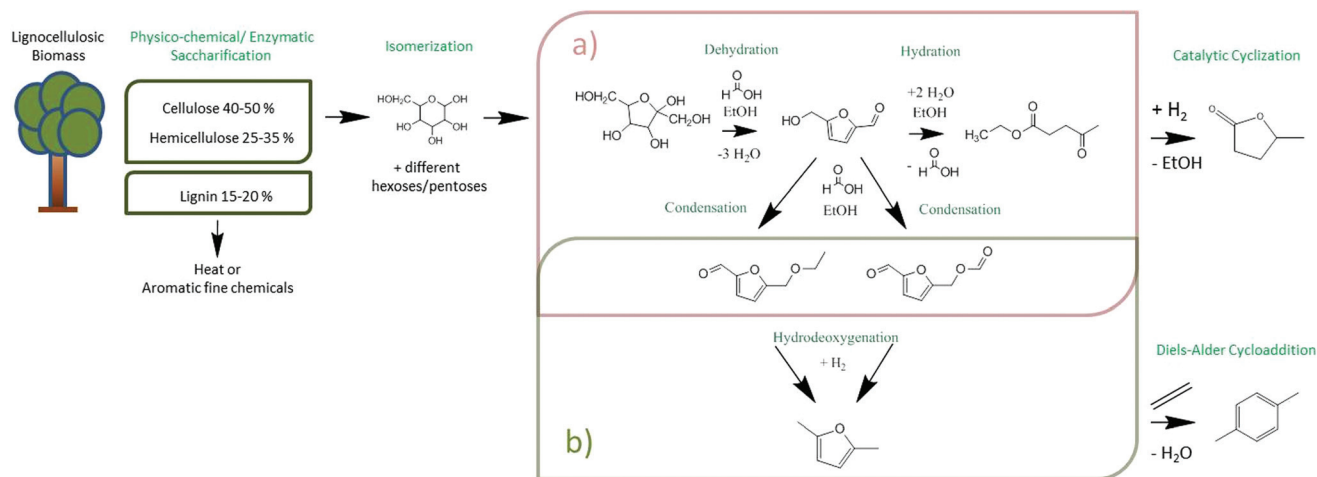 Lignocellulosic
Biomass
Physico-chemical/ Enzymatic
Saccharification
Cellulose 40-50 %
Hemicellulose 25-35 %
Lignin 15-20 %
Heat or
Aromatic fine chemicals
Isomerization
H₃COG
O
OH
HO
OH
OH
+ different
hexoses/pentoses
a)
HO
O
OH
CH₂OH
HO
OH
Dehydration
O
H
OH
EtOH
-3 H₂O
HO
O
O
Hydration
+2 H₂O
EtOH
- H
O
OH
H₃C
O
O
O
Condensation
O
H
OH
EtOH
Condensation
O
O
O
O
O
O
O
Hydrodeoxygenation
+ H₂
O
b)
Catalytic Cyclization
+ H₂
- EtOH
O
O
Diels-Alder Cycloaddition
- H₂O